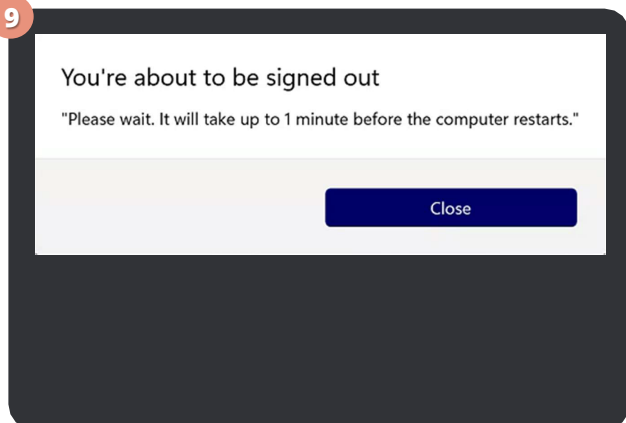 9
You're about to be signed out
"Please wait. It will take up to 1 minute before the computer restarts."
Close